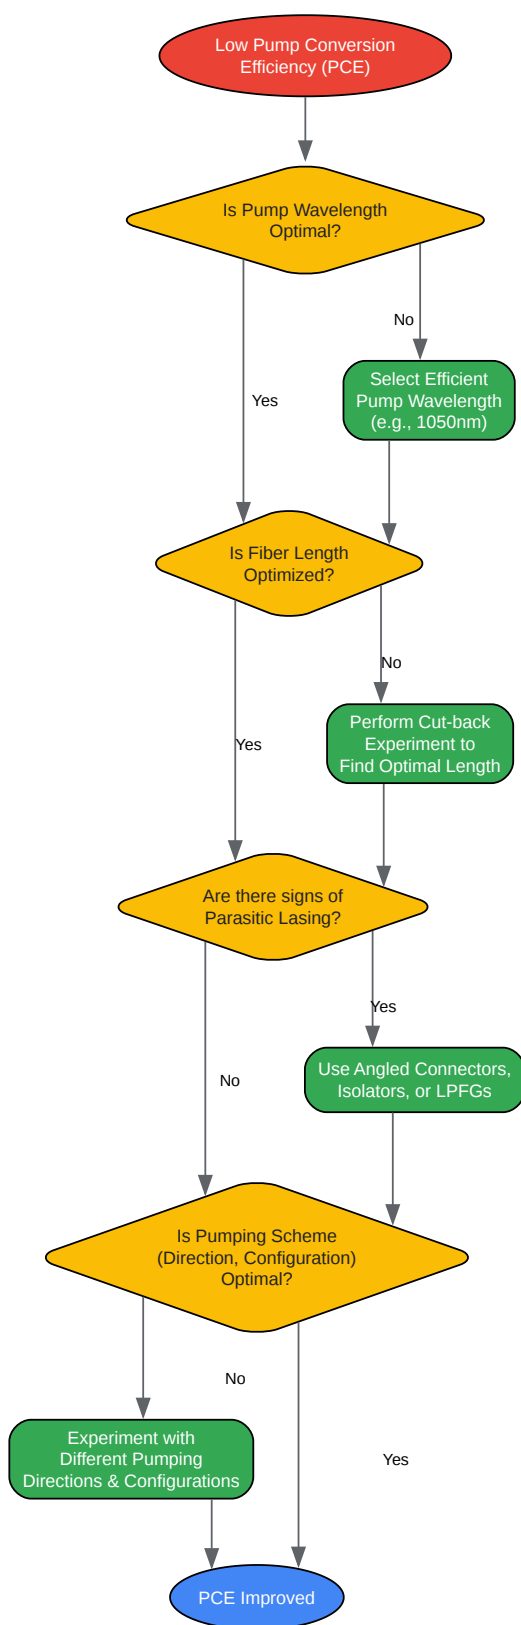 Low Pump Conversion
Efficiency (PCE)
Is Pump Wavelength
Optimal?
No
Select Efficient
Pump Wavelength
(e.g., 1050nm)
Yes
Is Fiber Length
Optimized?
No
Perform Cut-back
Experiment to
Find Optimal Length
Yes
Are there signs of
Parasitic Lasing?
Yes
Use Angled Connectors,
Isolators, or LPFGs
No
Is Pumping Scheme
(Direction, Configuration)
Optimal?
No
Experiment with
Different Pumping
Directions & Configurations
Yes
PCE Improved